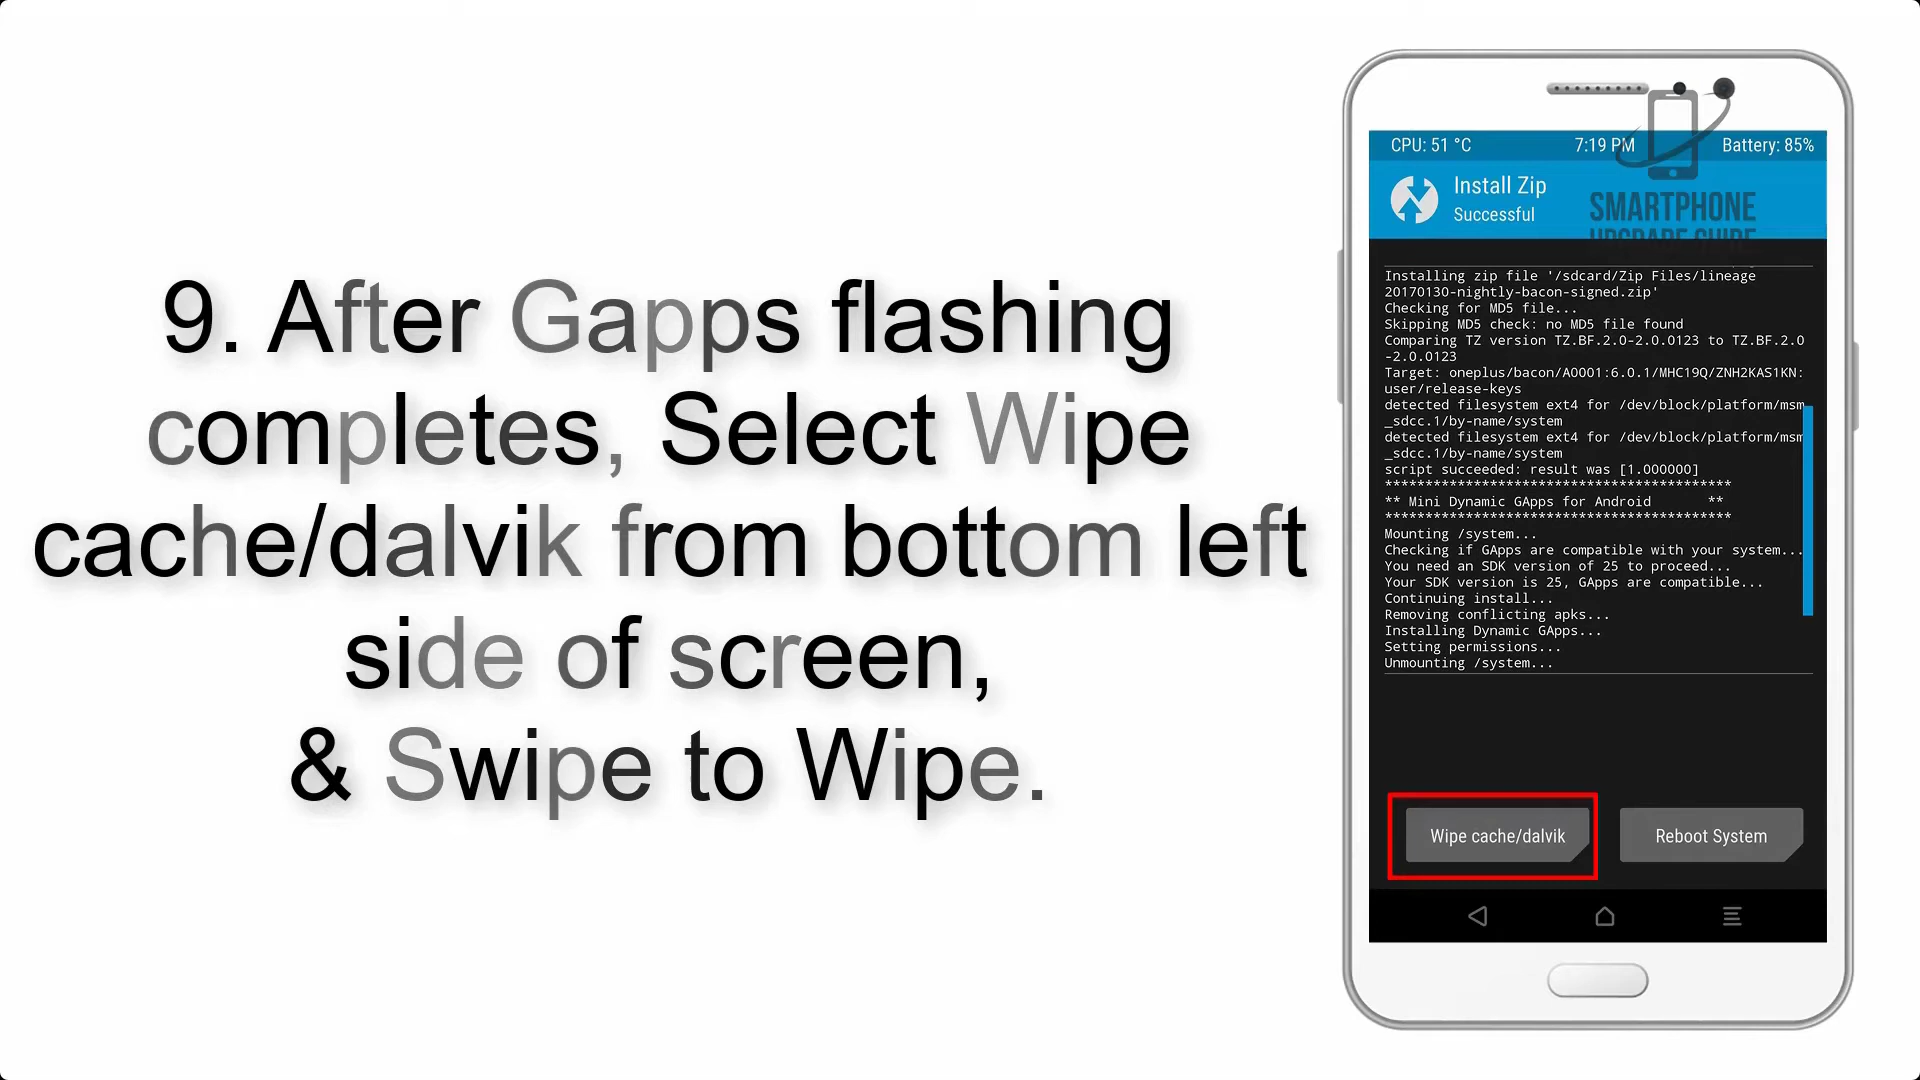 9. After Gapps flashing
completes, Select Wipe
cache/dalvik from bottom left
side of screen,
& Swipe to Wipe.
CPU: 51 °C 7:19 PM Battery: 85%
Install Zip
Successful
SMARTPHONE
UPGRADE GUIDE
Installing zip file '/sdcard/Zip Files/lineage
20170130-nightly-bacon-signed.zip'
Checking for MD5 file...
Skipping MD5 check: no MD5 file found
Comparing TZ version TZ.BF.2.0-2.0.0123 to TZ.BF.2.0
-2.0.0123
Target: oneplus/bacon/A0001:6.0.1/MHC19Q/ZNH2KAS1KN:
user/release-keys
detected filesystem ext4 for /dev/block/platform/msm
_sdcc.1/by-name/system
detected filesystem ext4 for /dev/block/platform/msm
_sdcc.1/by-name/system
script succeeded: result was [1.000000]
*******************************************
** Mini Dynamic GApps for Android **
*******************************************
Mounting /system...
Checking if GApps are compatible with your system...
You need an SDK version of 25 to proceed...
Your SDK version is 25, GApps are compatible...
Continuing install...
Removing conflicting apks...
Installing Dynamic GApps...
Setting permissions...
Unmounting /system...
Wipe cache/dalvik Reboot System